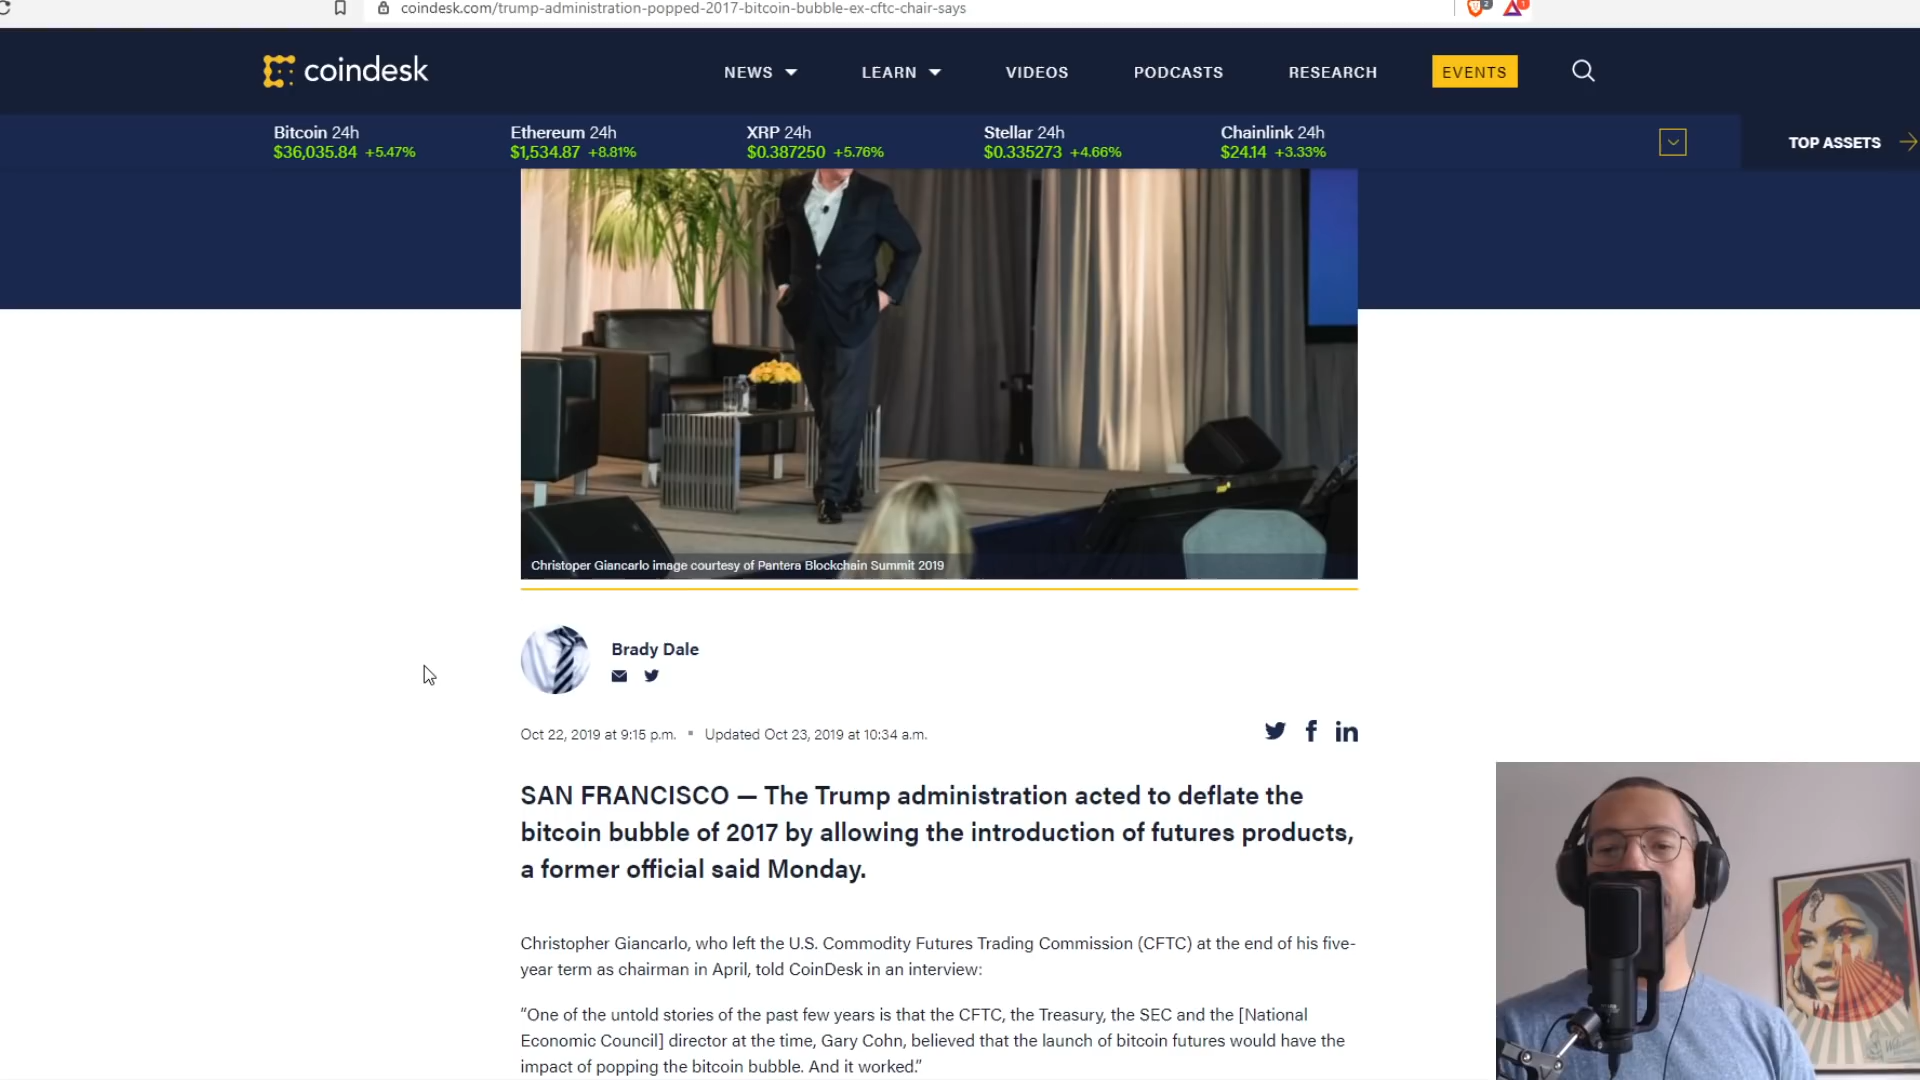 coindesk.com/trump-administration-popped-2017-bitcoin-bubble-ex-cftc-chair-says
2
1
coindesk
NEWS
LEARN
VIDEOS
PODCASTS
RESEARCH
EVENTS
Bitcoin 24h
$36,035.84 +5.47%
Ethereum 24h
$1,534.87 +8.81%
XRP 24h
$0.387250 +5.76%
Stellar 24h
$0.335273 +4.66%
Chainlink 24h
$24.14 +3.33%
TOP ASSETS
Christoper Giancarlo image courtesy of Pantera Blockchain Summit 2019
Brady Dale
Oct 22, 2019 at 9:15 p.m. ▪ Updated Oct 23, 2019 at 10:34 a.m.
SAN FRANCISCO — The Trump administration acted to deflate the
bitcoin bubble of 2017 by allowing the introduction of futures products,
a former official said Monday.
Christopher Giancarlo, who left the U.S. Commodity Futures Trading Commission (CFTC) at the end of his five-
year term as chairman in April, told CoinDesk in an interview:
“One of the untold stories of the past few years is that the CFTC, the Treasury, the SEC and the [National
Economic Council] director at the time, Gary Cohn, believed that the launch of bitcoin futures would have the
impact of popping the bitcoin bubble. And it worked.”